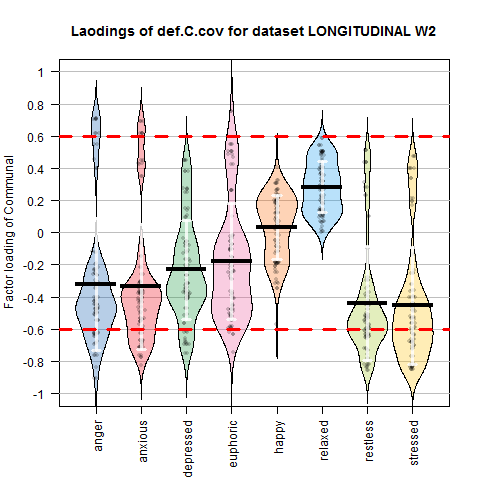 Laodings of def.C.cov for dataset LONGITUDINAL W2
Factor loading of Communal
1
0.8
0.6
0.4
0.2
0
-0.2
-0.4
-0.6
-0.8
-1
anger
anxious
depressed
euphoric
happy
relaxed
restless
stressed